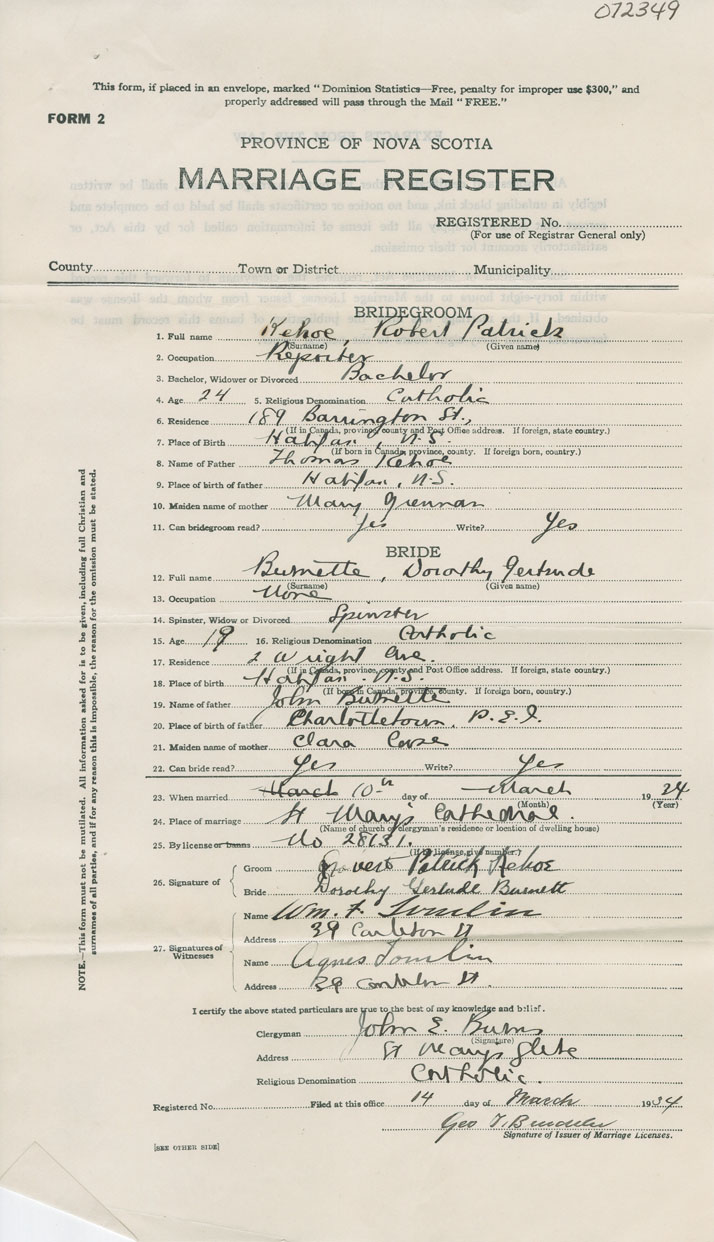 072349
This form, if placed in an envelope, marked "Dominion Statistics—Free, penalty for improper use $300," and
properly addressed will pass through the Mail "FREE."
FORM 2
PROVINCE OF NOVA SCOTIA
MARRIAGE REGISTER
REGISTERED No.
(For use of Registrar General only)
County Town or District Municipality
BRIDEGROOM
1. Full name Kehoe, Robert Patrick
(Surname) (Given name)
2. Occupation Reporter
3. Bachelor, Widower or Divorced Bachelor
4. Age 24 5. Religious Denomination Catholic
6. Residence 189 Barrington St.,
(If in Canada, province, county and Post Office address. If foreign, state country.)
7. Place of Birth Halifax, N.S.
(If born in Canada, province, county. If foreign born, country.)
8. Name of Father Thomas Kehoe
9. Place of birth of father Halifax, N.S.
10. Maiden name of mother Mary Grennan
11. Can bridegroom read? Yes Write? Yes
BRIDE
12. Full name Burnette, Dorothy Gertrude
(Surname) (Given name)
13. Occupation None
14. Spinster, Widow or Divorced Spinster
15. Age 19 16. Religious Denomination Catholic
17. Residence 2 Wright Ave.
(If in Canada, province, county and Post Office address. If foreign, state country.)
18. Place of birth Halifax N.S.
(If born in Canada, province, county. If foreign born, country.)
19. Name of father John Burnette
20. Place of birth of father Charlottetown, P.E.I.
21. Maiden name of mother Clara
22. Can bride read? Yes Write? Yes
23. When married March 10th day of March 19
(Month) (Year)
24. Place of marriage St Mary's Cathedral.
(Name of church or clergyman's residence or location of dwelling house)
25. By license or banns No 28131.
(If by license, give number.)
26. Signature of Groom Patrick Kehoe
Bride Dorothy Gertrude Burnett
27. Signatures of Witnesses Name Wm. F. Tomlin
Address 39 Carleton St
Name Agnes Tomlin
Address 39 Carleton St.
I certify the above stated particulars are true to the best of my knowledge and belief.
Clergyman John E. Burns
(Signature)
Address St Mary's Glebe
Religious Denomination Catholic.
Registered No. Filed at this office 14 day of March 1934
Geo T.
Signature of Issuer of Marriage Licenses.
[SEE OTHER SIDE]
NOTE.—This form must not be mutilated. All information asked for is to be given, including full Christian and
surnames of all parties, and if for any reason this is impossible, the reason for the omission must be stated.